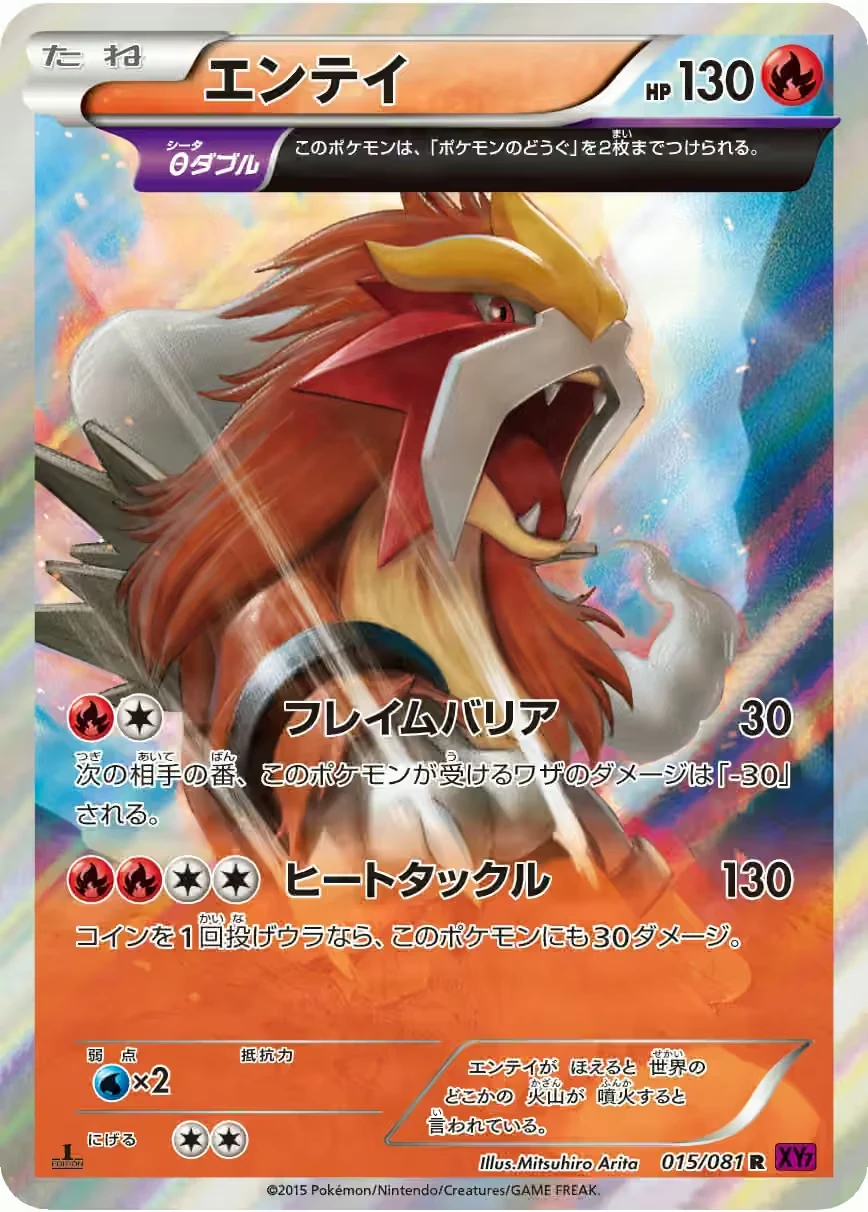 たね
エンテイ
HP 130
シータ
θダブル
このポケモンは、「ポケモンのどうぐ」を2枚までつけられる。
まい
フレイムバリア 30
つぎ あいて ばん う
次の相手の番、このポケモンが受けるワザのダメージは「-30」
される。
ヒートタックル 130
かい な
コインを1回投げウラなら、このポケモンにも30ダメージ。
弱点 抵抗力
×2
にげる
せかい
エンテイが ほえると 世界の
かざん ふんか
どこかの 火山が 噴火すると
い
言われている。
1
EDITION
Illus.Mitsuhiro Arita 015/081 R XY7
©2015 Pokémon/Nintendo/Creatures/GAME FREAK.